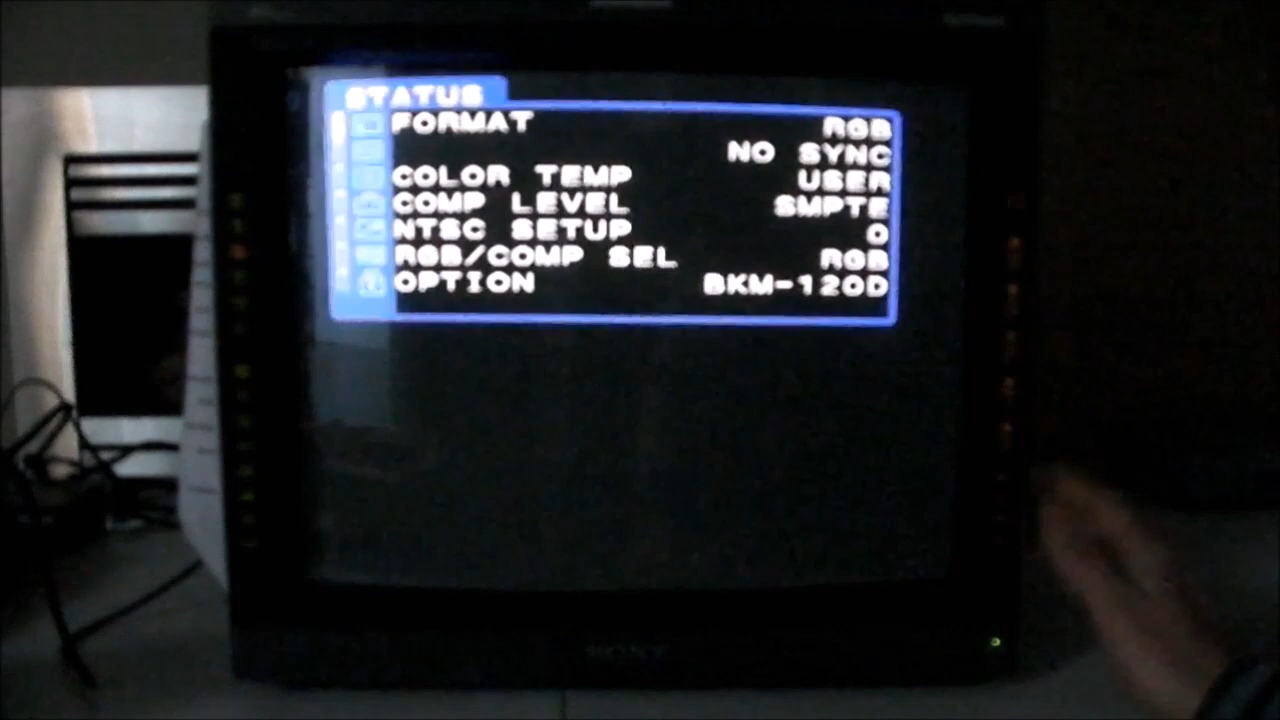 STATUS
FORMAT RGB
NO SYNC
COLOR TEMP USER
COMP LEVEL SMPTE
NTSC SETUP 0
RGB/COMP SEL RGB
OPTION BKM-120D
SONY